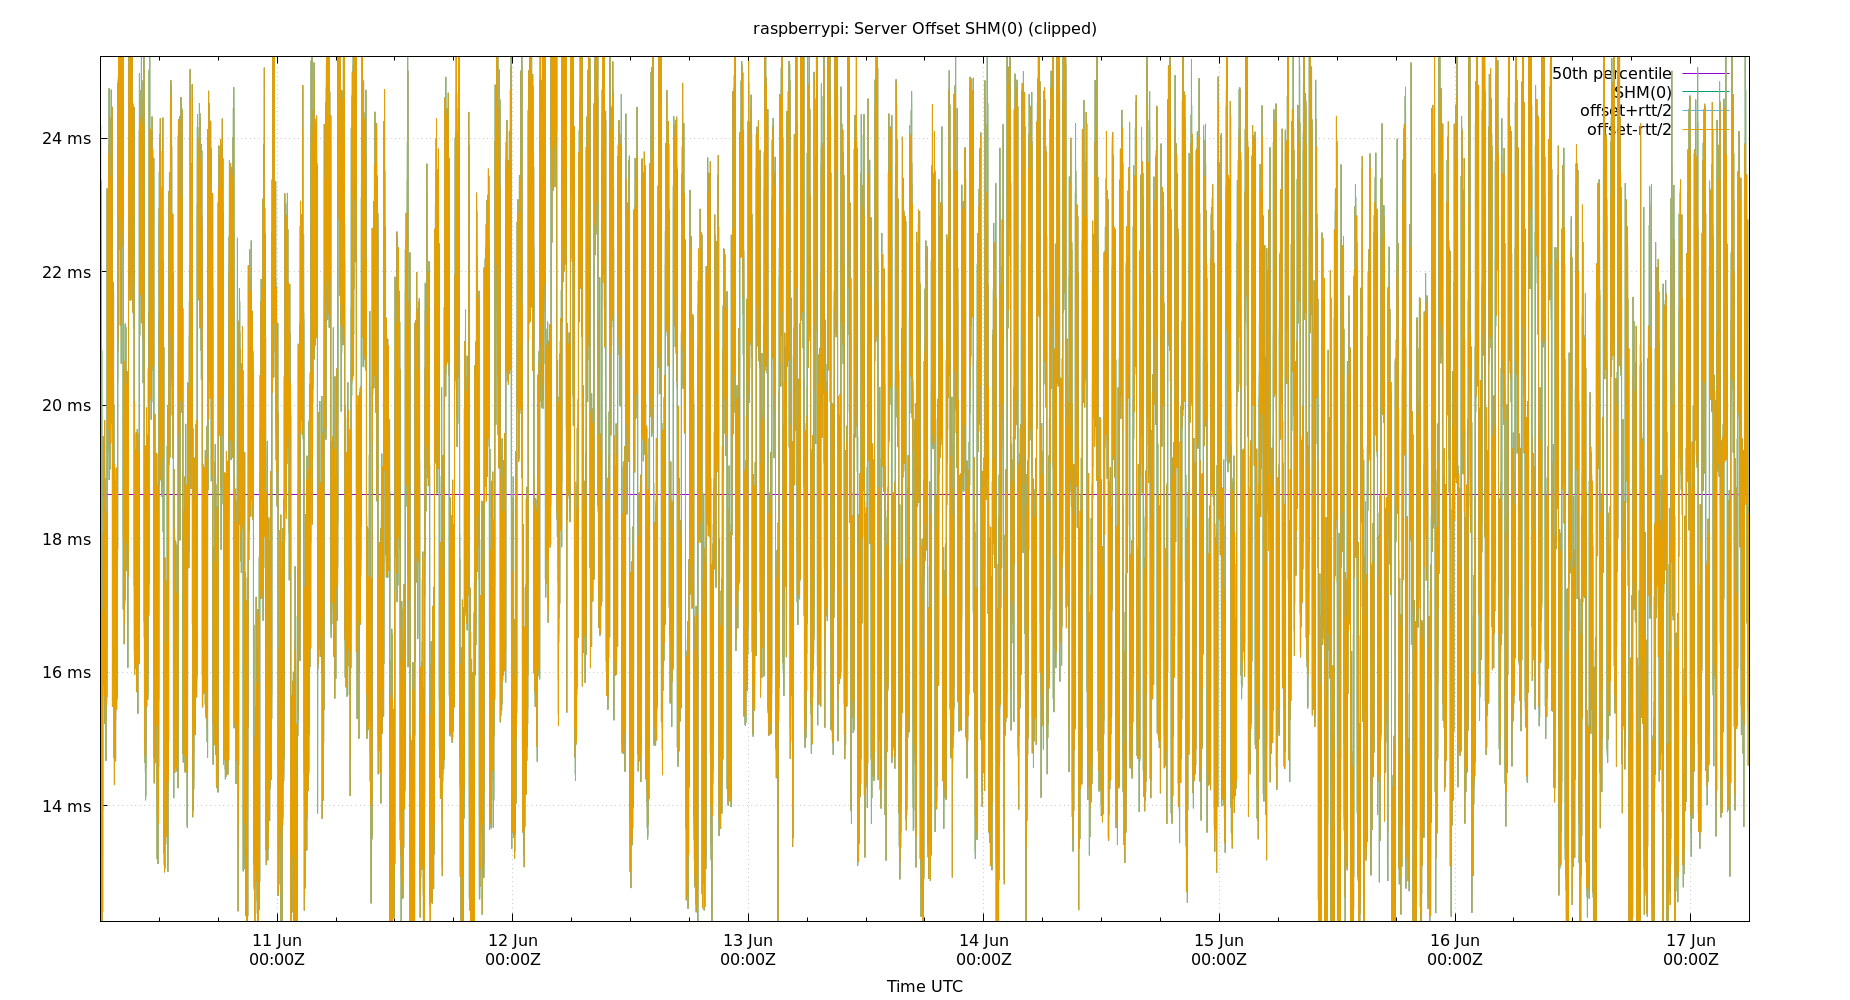 raspberrypi: Server Offset SHM(0) (clipped)
50th percentile
SHM(0)
offset+rtt/2
offset-rtt/2
24 ms
22 ms
20 ms
18 ms
16 ms
14 ms
11 Jun 12 Jun 13 Jun 14 Jun 15 Jun 16 Jun 17 Jun
00:00Z 00:00Z 00:00Z 00:00Z 00:00Z 00:00Z 00:00Z
Time UTC